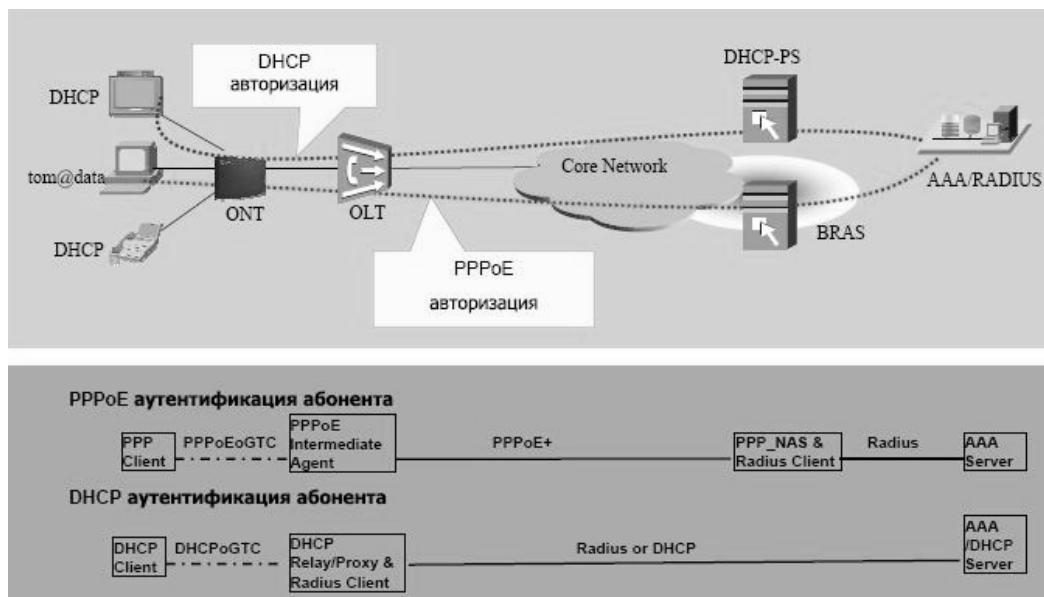 DHCP
авторизация
DHCP-PS
DHCP
Core Network
tom@data
ONT
OLT
AAA/RADIUS
DHCP
BRAS
PPPoE
авторизация
PPPoE аутентификация абонента
PPP
Client
PPPoEoGTC
PPPoE
Intermediate
Agent
PPPoE+
PPP_NAS &
Radius Client
Radius
AAA
Server
DHCP аутентификация абонента
DHCP
Client
DHCPoGTC
DHCP
Relay/Proxy &
Radius Client
Radius or DHCP
AAA
/DHCP
Server